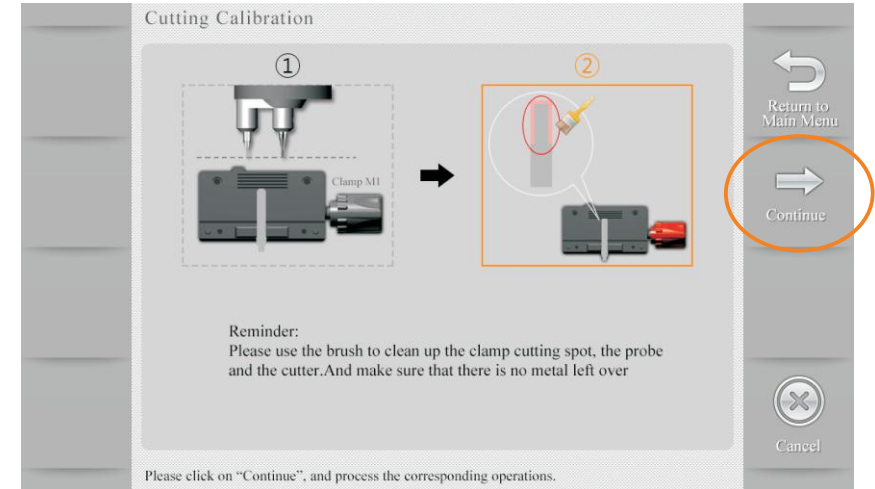 Cutting Calibration
①
②
Clamp M1
Return to
Main Menu
Continue
Reminder:
Please use the brush to clean up the clamp cutting spot, the probe
and the cutter.And make sure that there is no metal left over
Cancel
Please click on “Continue”, and process the corresponding operations.